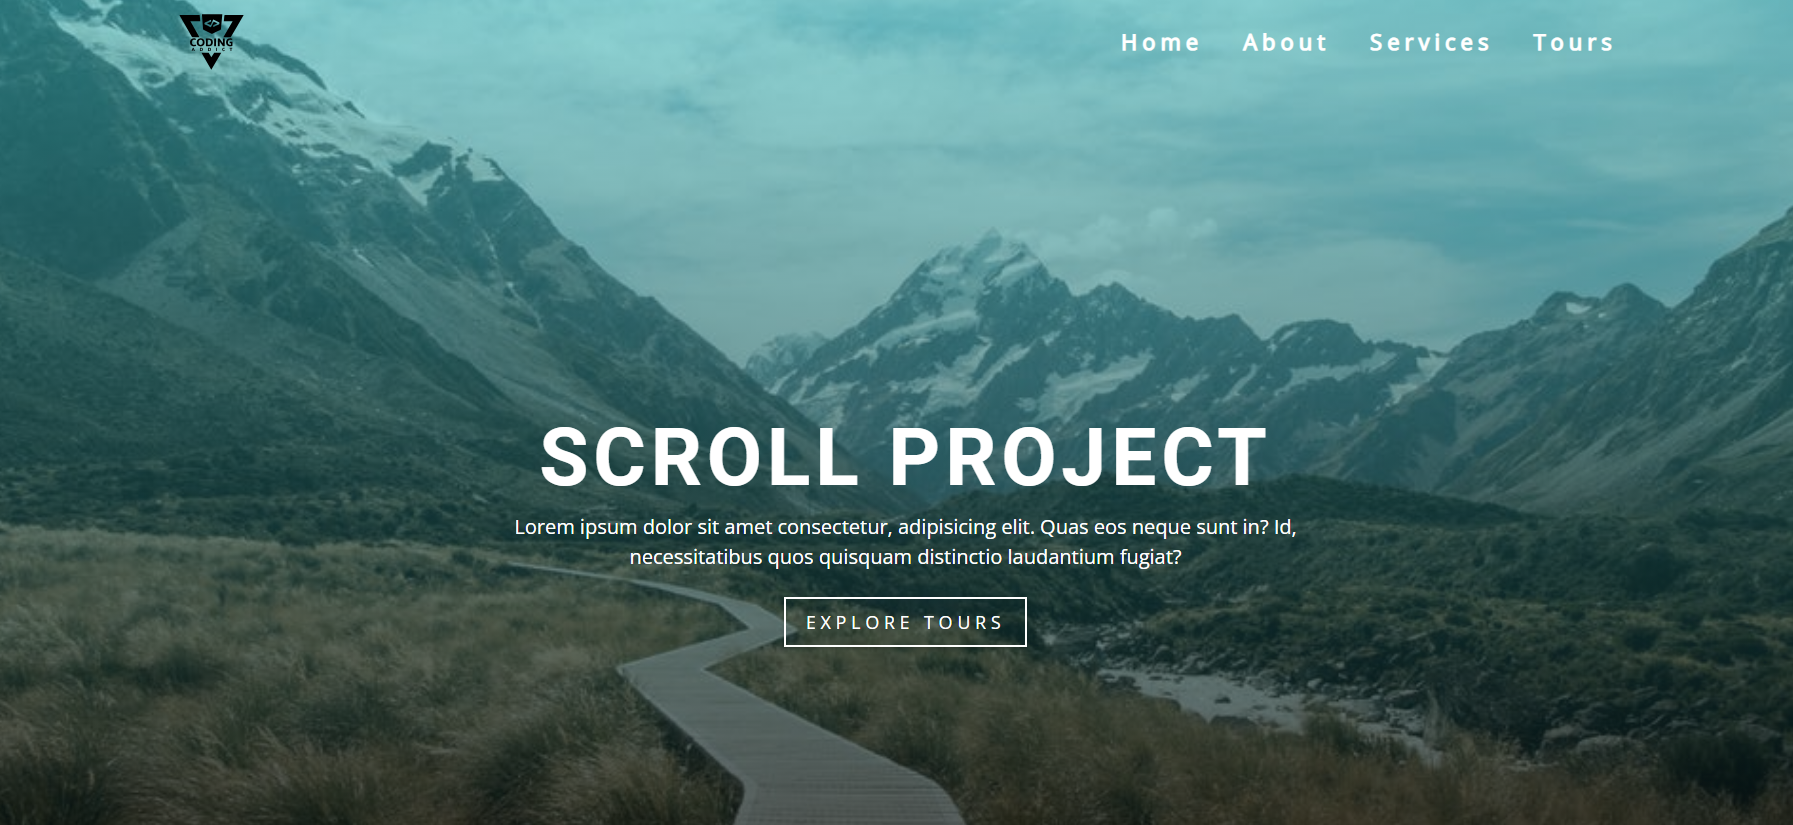 </>
CODING
ADDICT
Home About Services Tours
SCROLL PROJECT
Lorem ipsum dolor sit amet consectetur, adipisicing elit. Quas eos neque sunt in? Id,
necessitatibus quos quisquam distinctio laudantium fugiat?
EXPLORE TOURS